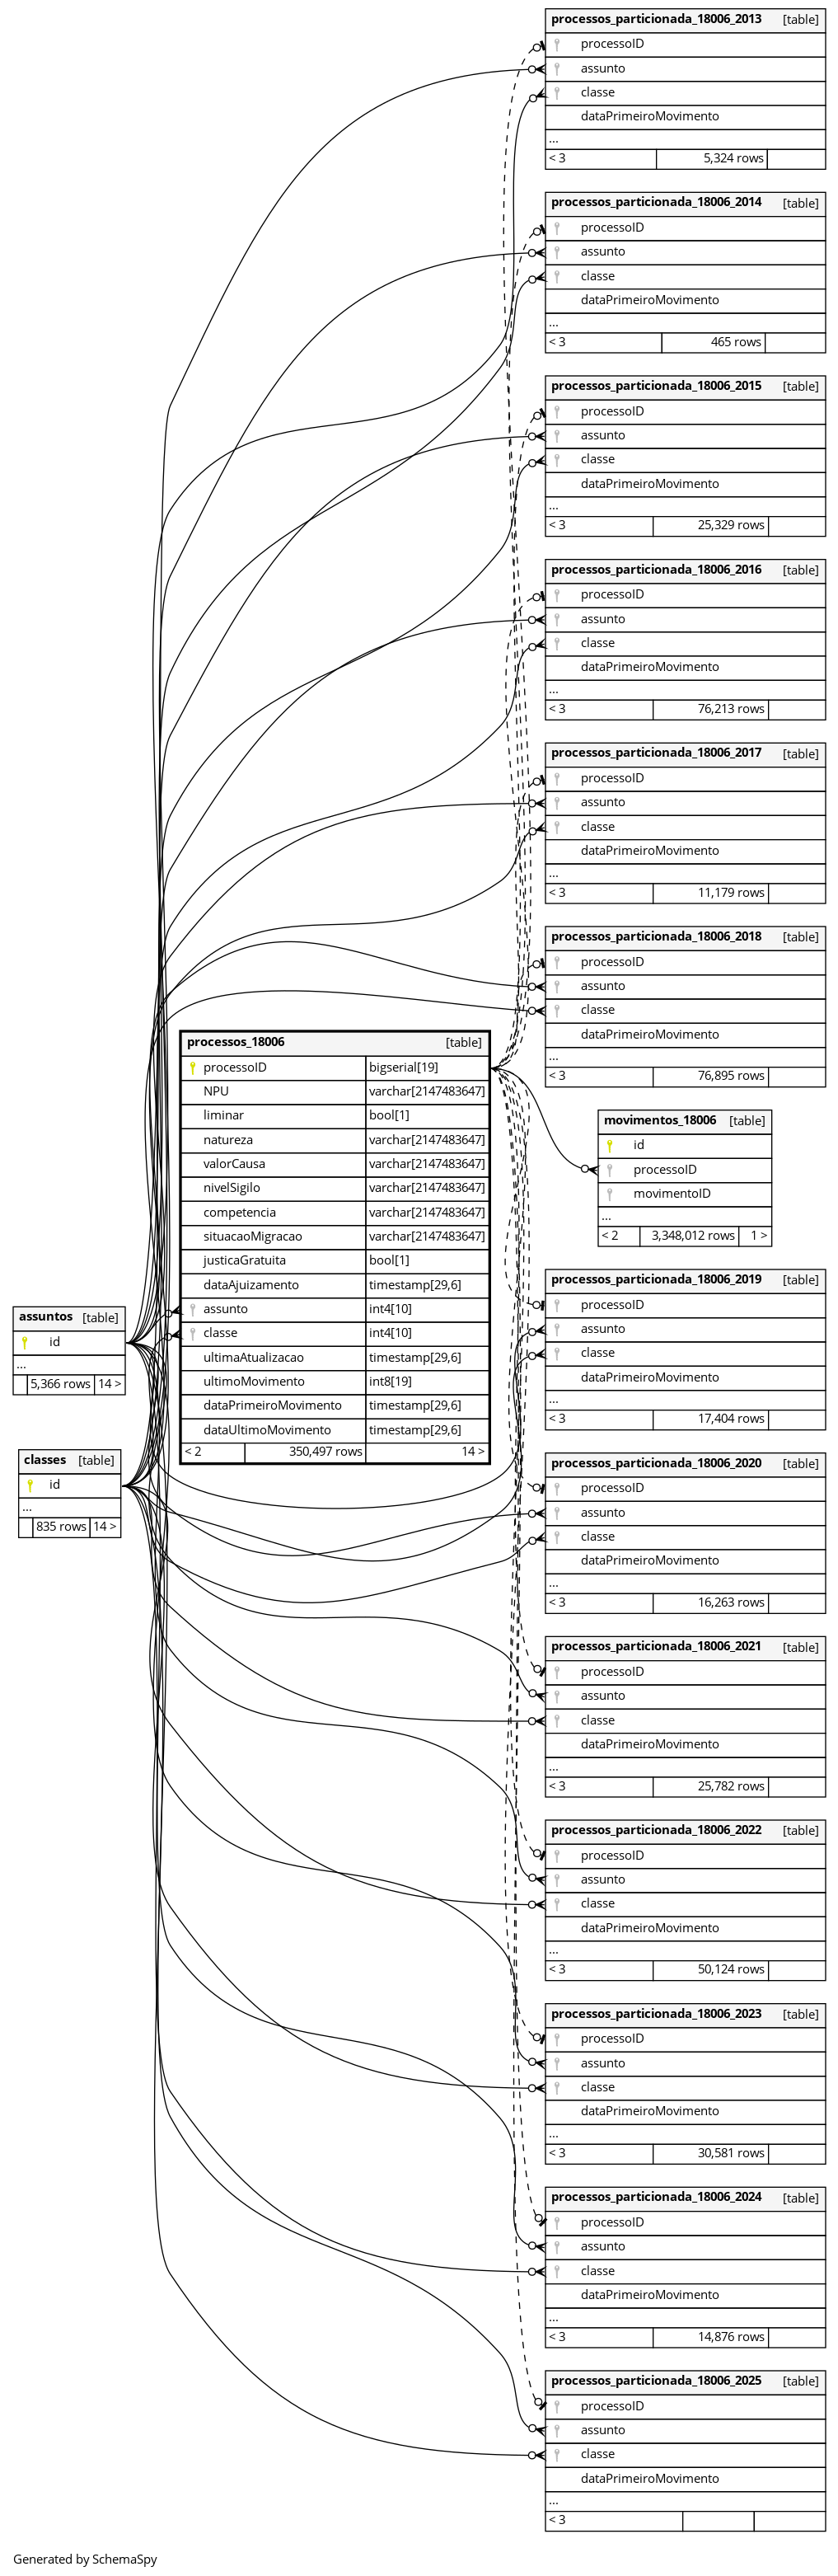 processos_particionada_18006_2013 [table]
processoID
assunto
classe
dataPrimeiroMovimento
...
< 3 5,324 rows
processos_particionada_18006_2014 [table]
processoID
assunto
classe
dataPrimeiroMovimento
...
< 3 465 rows
processos_particionada_18006_2015 [table]
processoID
assunto
classe
dataPrimeiroMovimento
...
< 3 25,329 rows
processos_particionada_18006_2016 [table]
processoID
assunto
classe
dataPrimeiroMovimento
...
< 3 76,213 rows
processos_particionada_18006_2017 [table]
processoID
assunto
classe
dataPrimeiroMovimento
...
< 3 11,179 rows
processos_particionada_18006_2018 [table]
processoID
assunto
classe
dataPrimeiroMovimento
...
< 3 76,895 rows
processos_18006 [table]
processoID bigserial[19]
NPU varchar[2147483647]
liminar bool[1]
natureza varchar[2147483647]
valorCausa varchar[2147483647]
nivelSigilo varchar[2147483647]
competencia varchar[2147483647]
situacaoMigracao varchar[2147483647]
justicaGratuita bool[1]
dataAjuizamento timestamp[29,6]
assunto int4[10]
classe int4[10]
ultimaAtualizacao timestamp[29,6]
ultimoMovimento int8[19]
dataPrimeiroMovimento timestamp[29,6]
dataUltimoMovimento timestamp[29,6]
< 2 350,497 rows 14 >
movimentos_18006 [table]
id
processoID
movimentoID
...
< 2 3,348,012 rows 1 >
assuntos [table]
id
...
5,366 rows 14 >
classes [table]
id
...
835 rows 14 >
processos_particionada_18006_2019 [table]
processoID
assunto
classe
dataPrimeiroMovimento
...
< 3 17,404 rows
processos_particionada_18006_2020 [table]
processoID
assunto
classe
dataPrimeiroMovimento
...
< 3 16,263 rows
processos_particionada_18006_2021 [table]
processoID
assunto
classe
dataPrimeiroMovimento
...
< 3 25,782 rows
processos_particionada_18006_2022 [table]
processoID
assunto
classe
dataPrimeiroMovimento
...
< 3 50,124 rows
processos_particionada_18006_2023 [table]
processoID
assunto
classe
dataPrimeiroMovimento
...
< 3 30,581 rows
processos_particionada_18006_2024 [table]
processoID
assunto
classe
dataPrimeiroMovimento
...
< 3 14,876 rows
processos_particionada_18006_2025 [table]
processoID
assunto
classe
dataPrimeiroMovimento
...
< 3
Generated by SchemaSpy